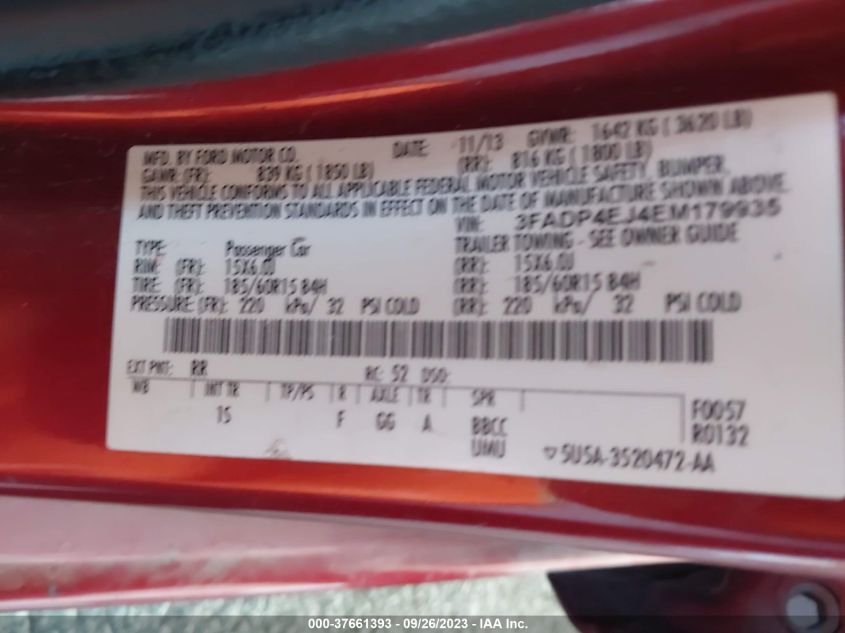 MFD. BY FORD MOTOR CO. DATE: 11/13 GVWR: 1642 KG ( 3620 LB)
GAWR: (FR): 839 KG ( 1850 LB) (RR): 816 KG ( 1800 LB)
THIS VEHICLE CONFORMS TO ALL APPLICABLE FEDERAL MOTOR VEHICLE SAFETY, BUMPER,
AND THEFT PREVENTION STANDARDS IN EFFECT ON THE DATE OF MANUFACTURE SHOWN ABOVE.
VIN: 3FADP4EJ4EM179935
TYPE: Passenger Car TRAILER TOWING - SEE OWNER GUIDE
RIM: (FR): 15X6.0J (RR): 15X6.0J
TIRE: (FR): 185/60R15 84H (RR): 185/60R15 84H
PRESSURE: (FR): 220 kPa/ 32 PSI COLD (RR): 220 kPa/ 32 PSI COLD
EXT PNT: RR RC: 52 DSO:
WB INT TR TP/PS R AXLE TR SPR F0057
15 F GG A BBCC R0132
UMU 5U5A-3520472-AA
000-37661393 - 09/26/2023 - IAA Inc.